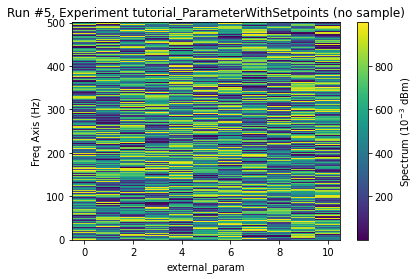 Run #5, Experiment tutorial_ParameterWithSetpoints (no sample)
500
400
300
200
100
0
Freq Axis (Hz)
0 2 4 6 8 10
external_param
800
600
400
200
Spectrum (10⁻³ dBm)